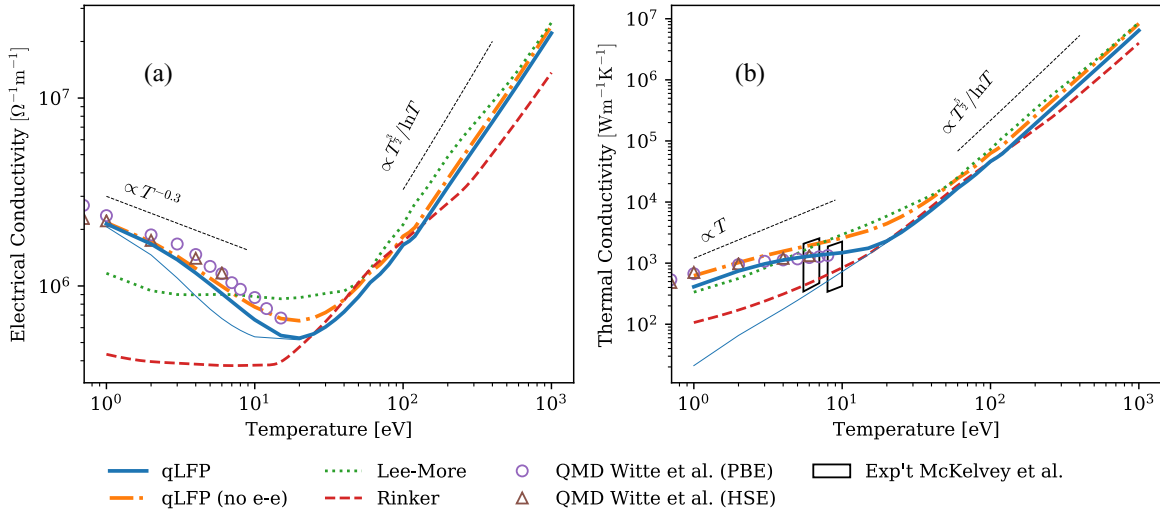 (a)
(b)
Electrical Conductivity [Ω⁻¹m⁻¹]
10⁷
10⁶
∝T⁻⁰·³
∝T^{3/2}/lnT
10⁰ 10¹ 10² 10³
Temperature [eV]
Thermal Conductivity [Wm⁻¹K⁻¹]
10⁷
10⁶
10⁵
10⁴
10³
10²
∝T
∝T^{5/2}/lnT
10⁰ 10¹ 10² 10³
Temperature [eV]
qLFP
qLFP (no e-e)
Lee-More
Rinker
QMD Witte et al. (PBE)
QMD Witte et al. (HSE)
Exp't McKelvey et al.